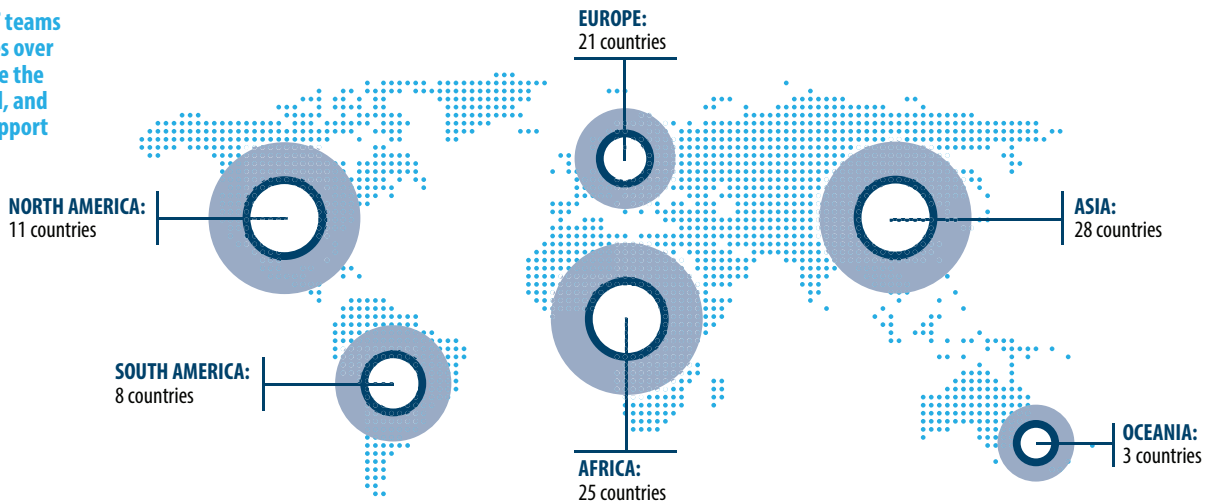 teams
s over
e the
l, and
pport
EUROPE:
21 countries
NORTH AMERICA:
11 countries
ASIA:
28 countries
SOUTH AMERICA:
8 countries
OCEANIA:
3 countries
AFRICA:
25 countries